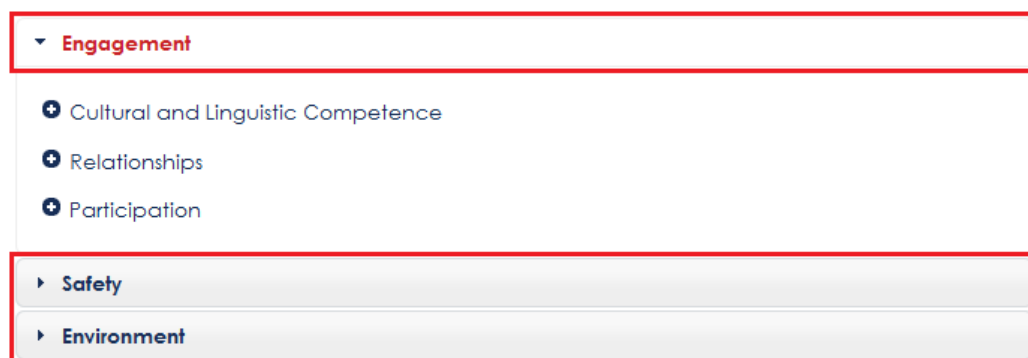 Engagement
Cultural and Linguistic Competence
Relationships
Participation
Safety
Environment